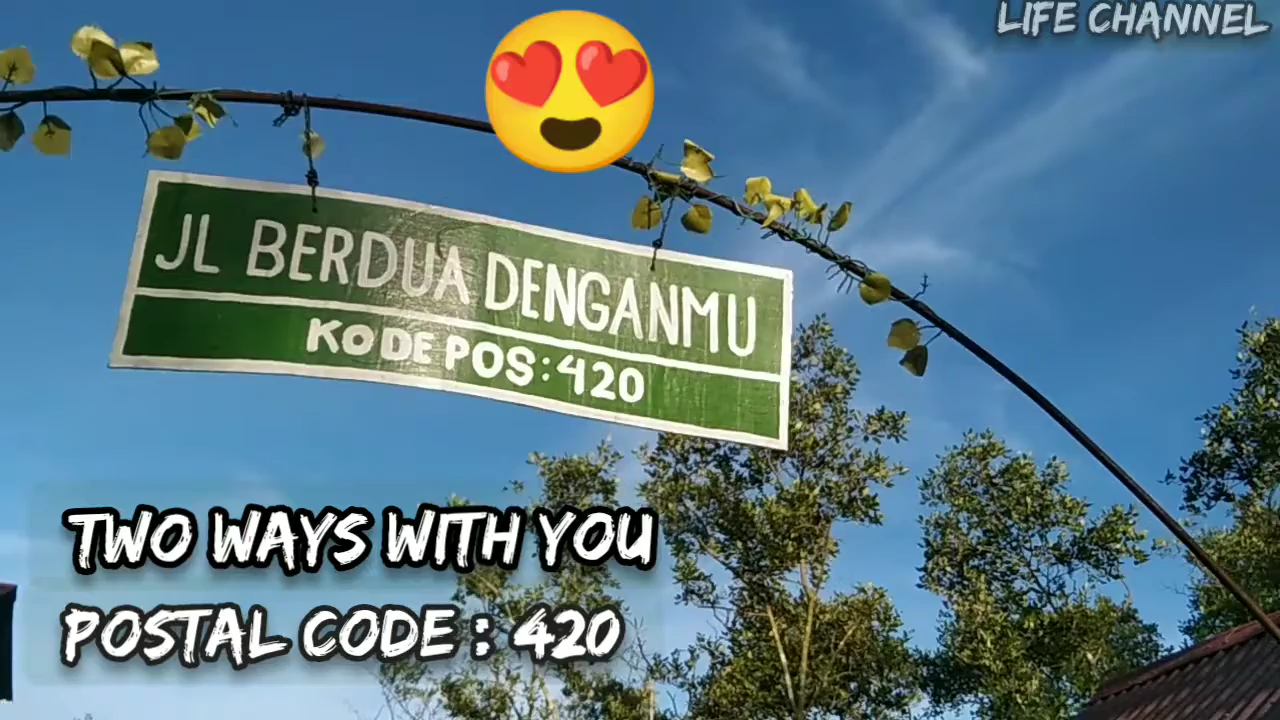 LIFE CHANNEL
JL BERDUA DENGANMU
KODE POS:420
TWO WAYS WITH YOU
POSTAL CODE : 420